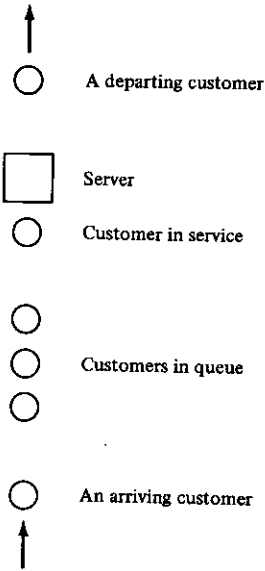 A departing customer
Server
Customer in service
Customers in queue
An arriving customer